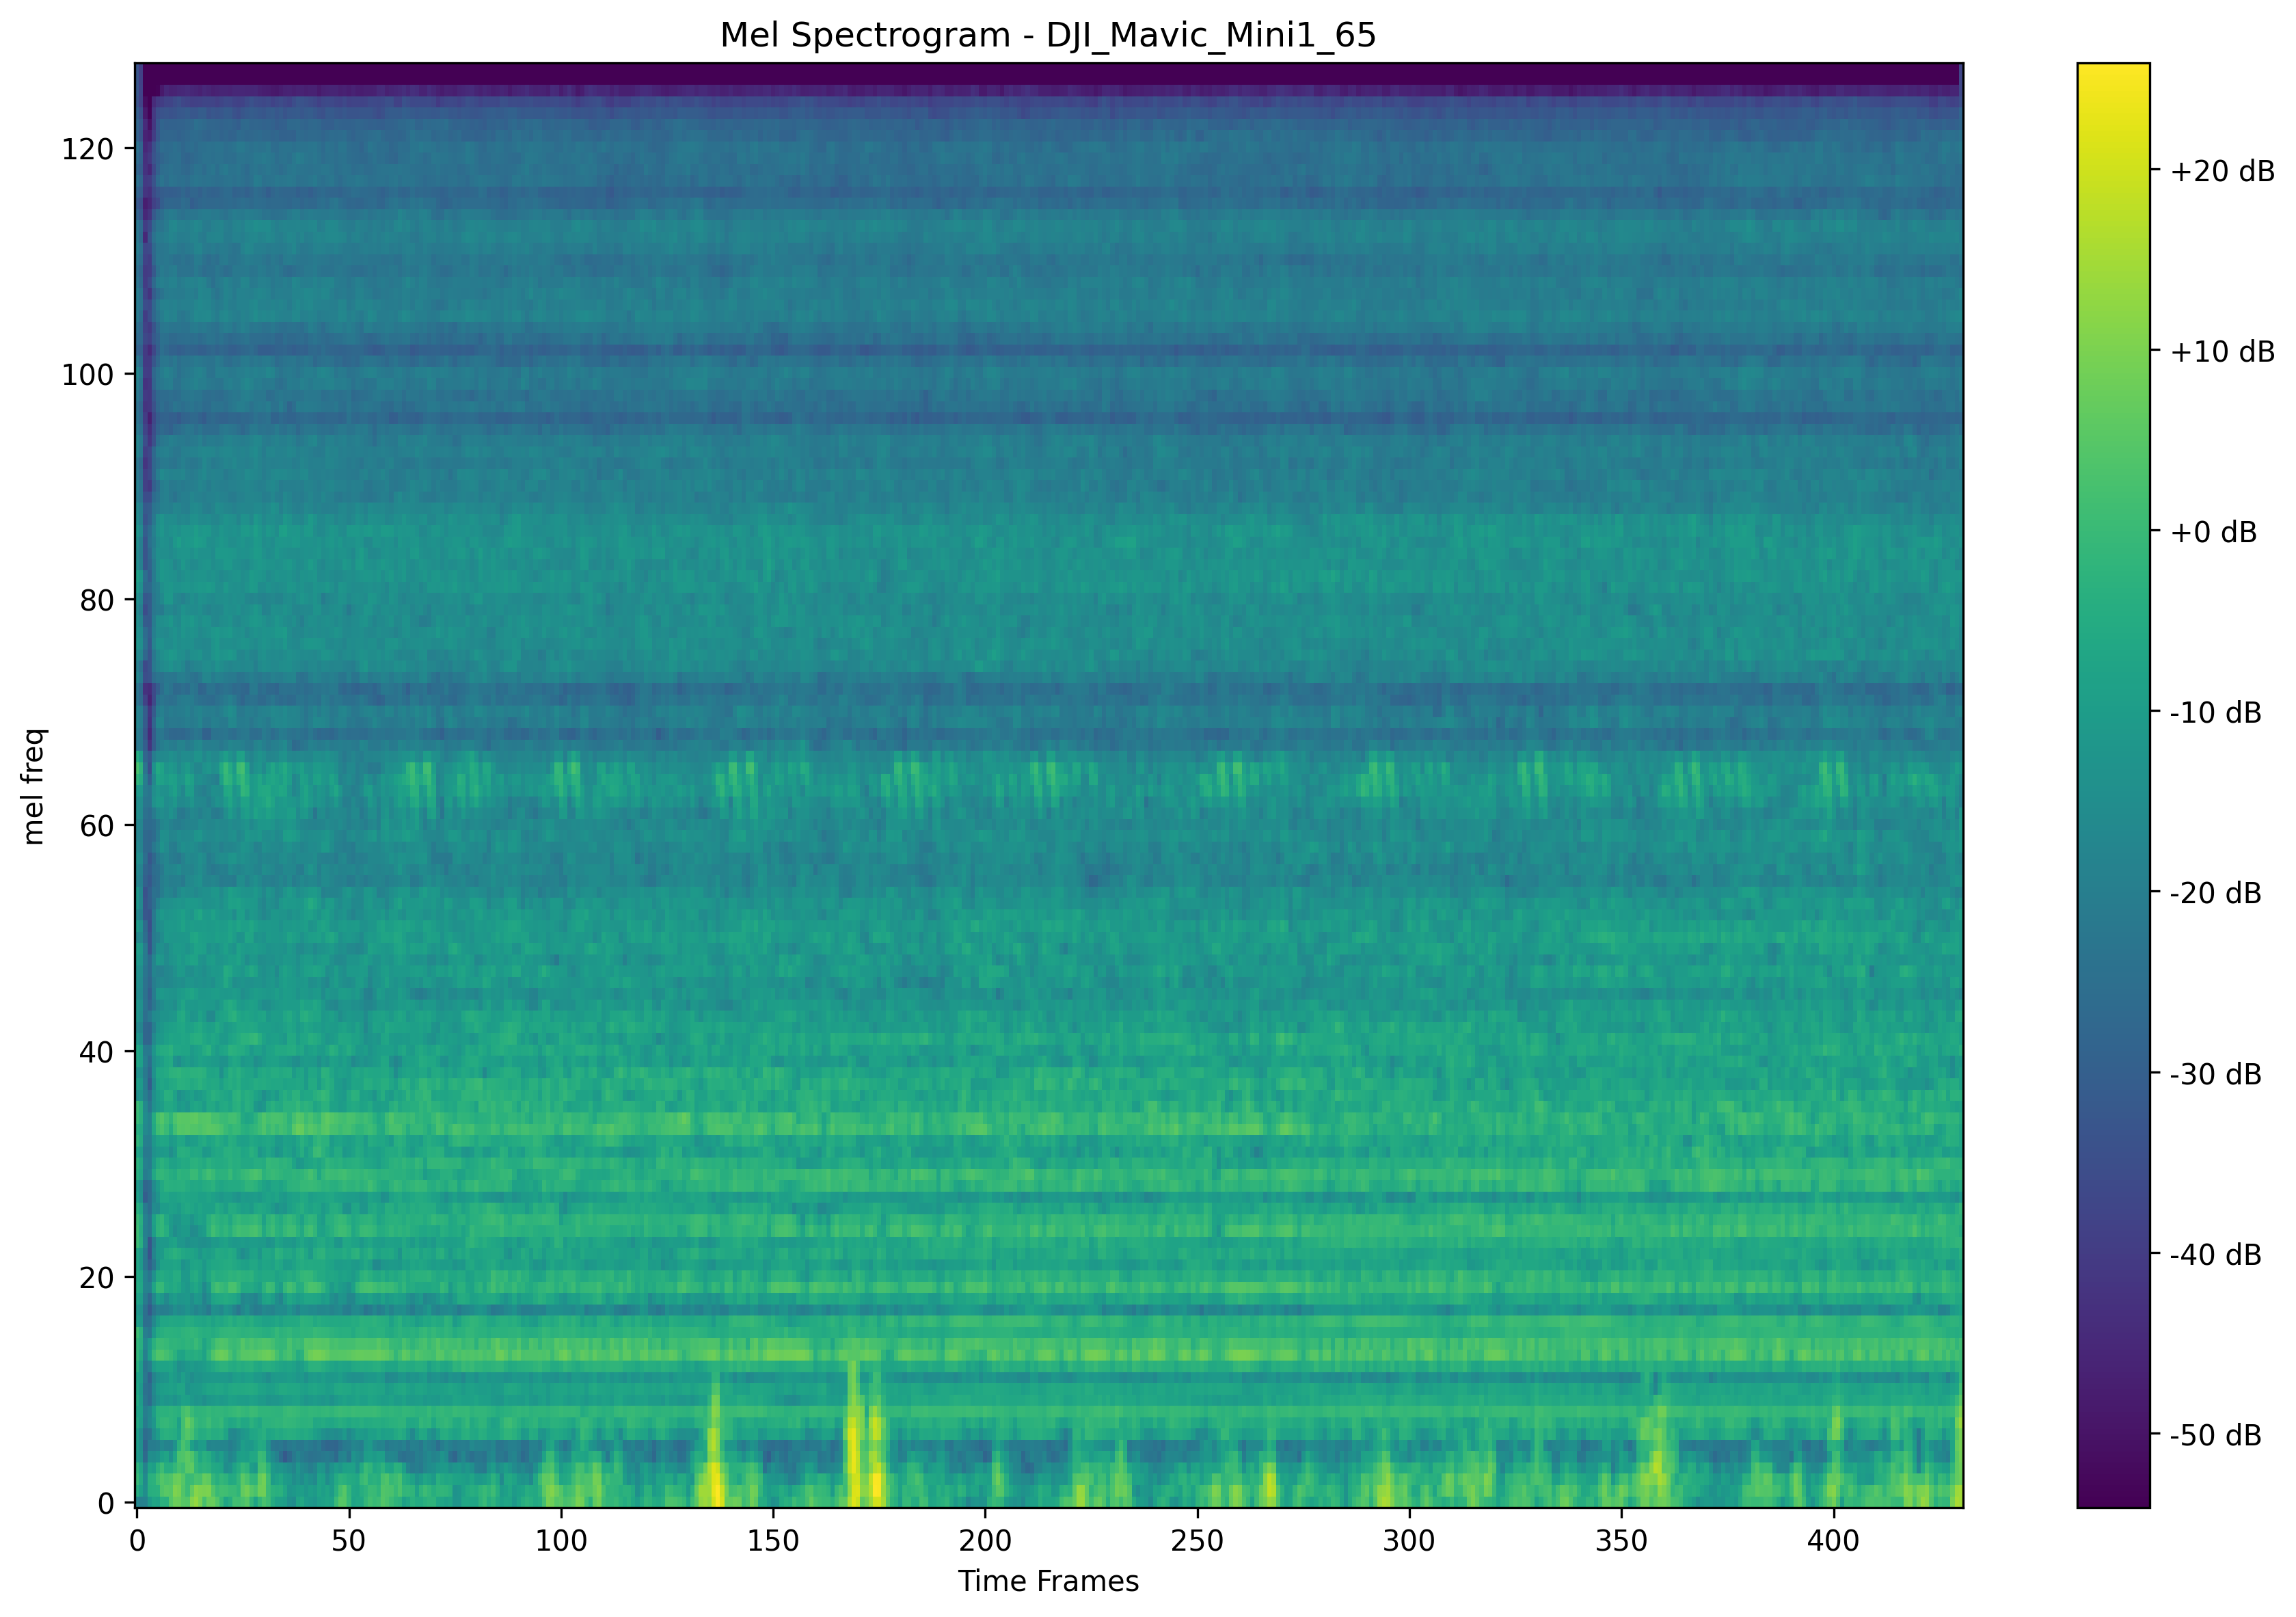 Mel Spectrogram - DJI_Mavic_Mini1_65
120
100
80
60
40
20
0
mel freq
0 50 100 150 200 250 300 350 400
Time Frames
+20 dB
+10 dB
+0 dB
-10 dB
-20 dB
-30 dB
-40 dB
-50 dB